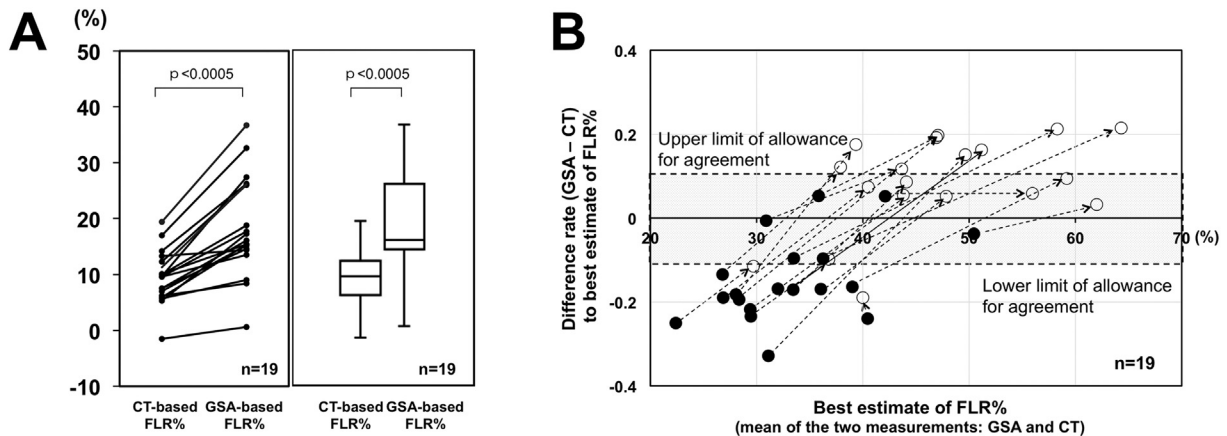 A
(%)
50
40
30
20
10
0
-10
p <0.0005
p <0.0005
n=19
n=19
CT-based
FLR%
GSA-based
FLR%
CT-based
FLR%
GSA-based
FLR%
B
Difference rate (GSA – CT)
to best estimate of FLR%
0.4
0.2
0
-0.2
-0.4
Upper limit of allowance
for agreement
20
30
40
50
60
70
(%)
Lower limit of allowance
for agreement
n=19
Best estimate of FLR%
(mean of the two measurements: GSA and CT)